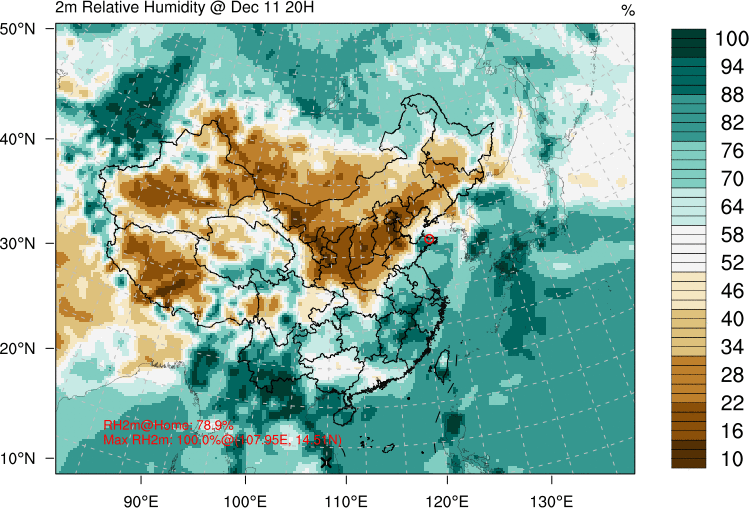 2m Relative Humidity @ Dec 11 20H
%
50°N
40°N
30°N
20°N
10°N
90°E
100°E
110°E
120°E
130°E
100
94
88
82
76
70
64
58
52
46
40
34
28
22
16
10
RH2m@Home: 78.9%
Max RH2m: 100.0%@(107.95E, 14.51N)